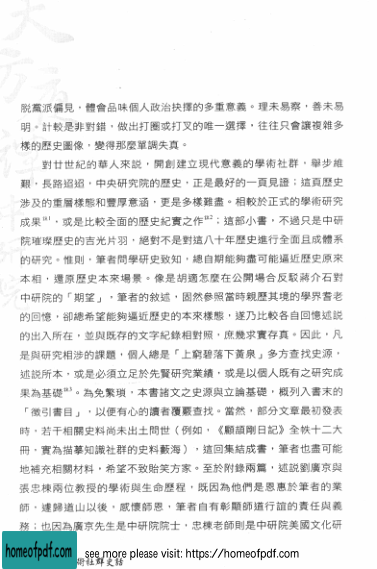 脫黨派偏見，體會品味個人政治抉擇的多重意義。理未易察，善未易
明。計較是非對錯，做出打圈或打叉的唯一選擇，往往只會讓複雜多
樣的歷史圖像，變得那麼單調失真。
對廿世紀的華人來說，開創建立現代意義的學術社群，舉步維
艱，長路迢迢，中央研究院的歷史，正是最好的一頁見證；這頁歷史
涉及的重層樣態和豐厚意涵，更是多樣難盡。相較於正式的學術研究
成果，或是比較全面的歷史紀實之作；這部小書，不過只是中研
院璀璨歷史的吉光片羽，絕對不是對這八十年歷史進行全面且成體系
的研究。惟則，筆者問學研史致知，總自期能夠盡可能逼近歷史原來
本相，還原歷史本來場景。像是胡適怎麼在公開場合反駁蔣介石對
中研院的「期望」，筆者的敘述，固然參照當時親歷其境的學界耆老
的回憶，卻總希望能夠逼近歷史的本來樣態，遂乃比較各自回憶述說
的出入所在，並與既存的文字紀錄相對照，庶幾求實存真。因此，凡
是與研究相涉的課題，個人總是「上窮碧落下黃泉」多方查找史源，
述説所本，或是必須立足於先賢研究業績，或是以個人既有之研究成
果為基礎。為免繁瑣，本書諸文之史源與立論基礎，概列入書末的
「徵引書目」，以便有心的讀者覆覈查找。當然，部分文章最初發表
時，若干相關史料尚未出土問世（例如，《顧頡剛日記》全帙十二大
冊，實為描摹知識社群的史料藪海），這回集結成書，筆者也盡可能
地補充相關材料，希望不致貽笑方家。至於附錄兩篇，述說劉廣京與
張忠棟兩位教授的學術與生命歷程，既因為他們是恩惠於筆者的業
師，遽歸道山以後，感懷師恩，筆者自有彰顯師道行誼的責任與義
務；也因為廣京先生是中研院院士，忠棟老師則是中研院美國文化研
術社群史話
homeofpdf.com
see more please visit: https://homeofpdf.com